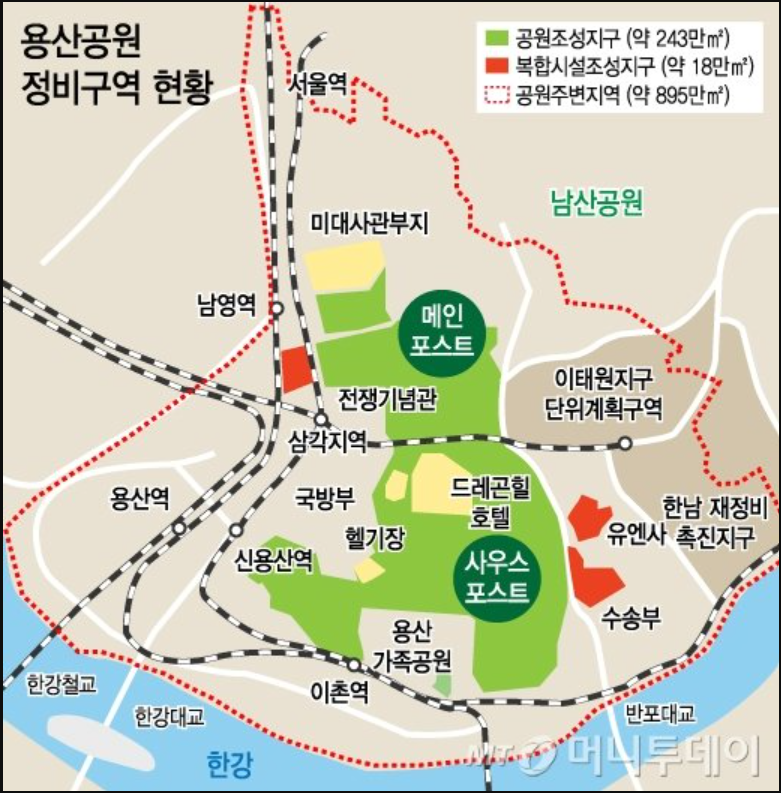 용산공원
정비구역 현황
공원조성지구 (약 243만㎡)
복합시설조성지구 (약 18만㎡)
공원주변지역 (약 895만㎡)
서울역
남산공원
미대사관부지
남영역
메인
포스트
이태원지구
단위계획구역
전쟁기념관
삼각지역
용산역
국방부
드레곤힐
호텔
한남 재정비
촉진지구
유엔사
헬기장
신용산역
사우스
포스트
수송부
용산
가족공원
이촌역
한강철교
한강대교
반포대교
한강
MT 머니투데이